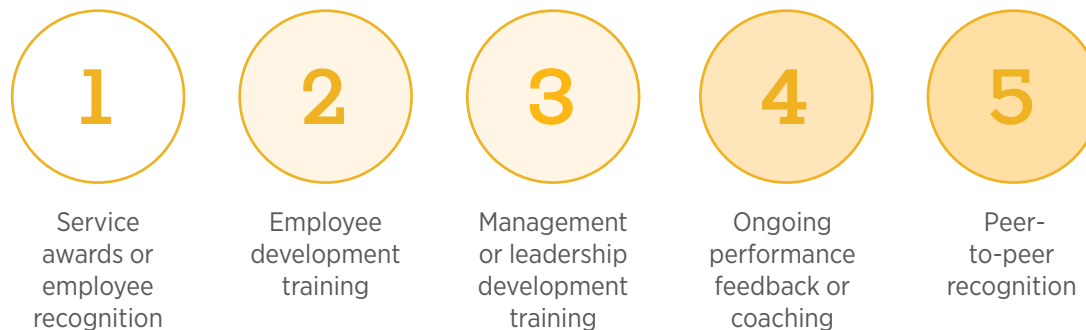 1
Service
awards or
employee
recognition
2
Employee
development
training
3
Management
or leadership
development
training
4
Ongoing
performance
feedback or
coaching
5
Peer-
to-peer
recognition